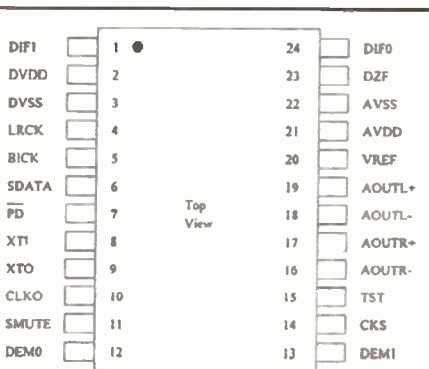 DIF1 1 24 DIF0
DVDD 2 23 DZF
DVSS 3 22 AVSS
LRCK 4 21 AVDD
BICK 5 20 VREF
SDATA 6 19 AOUTL+
PD 7 Top 18 AOUTL-
View
XTI 8 17 AOUTR+
XTO 9 16 AOUTR-
CLKO 10 15 TST
SMUTE 11 14 CKS
DEM0 12 13 DEM1